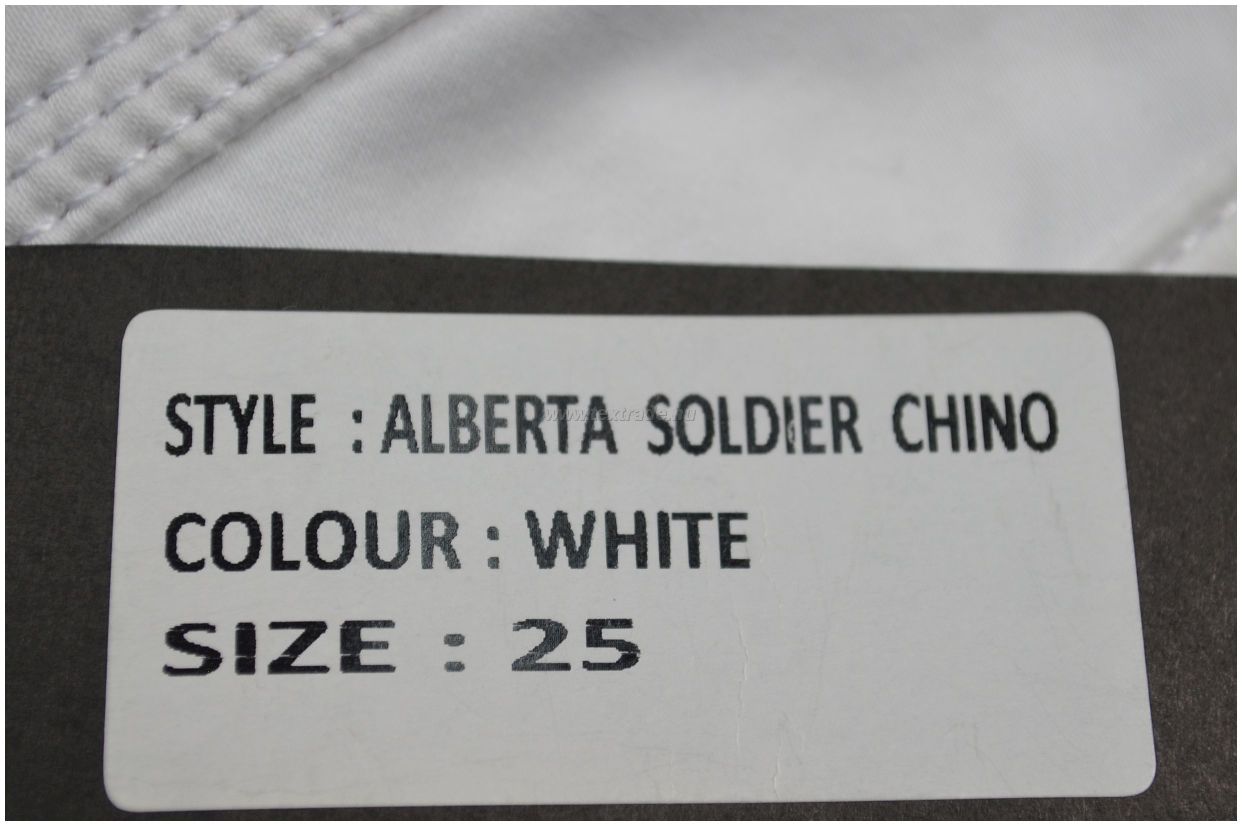 STYLE : ALBERTA SOLDIER CHINO
COLOUR : WHITE
SIZE : 25